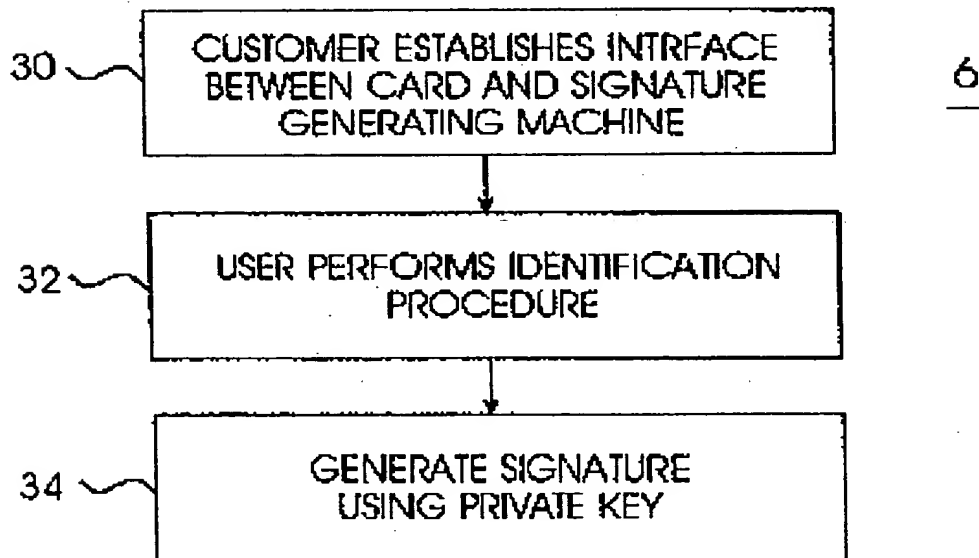 30
CUSTOMER ESTABLISHES INTRFACE
BETWEEN CARD AND SIGNATURE
GENERATING MACHINE
6
32
USER PERFORMS IDENTIFICATION
PROCEDURE
34
GENERATE SIGNATURE
USING PRIVATE KEY